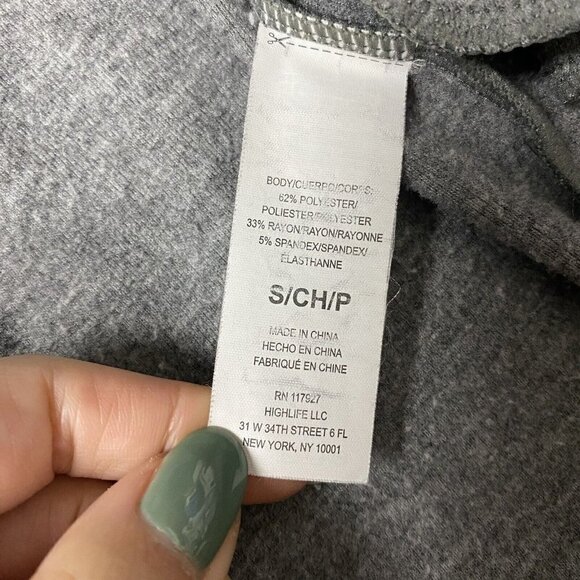 BODY/CUERPO/CORPS:
62% POLYESTER/
POLIESTER/POLYESTER
33% RAYON/RAYON/RAYONNE
5% SPANDEX/SPANDEX/
ÉLASTHANNE
S/CH/P
MADE IN CHINA
HECHO EN CHINA
FABRIQUÉ EN CHINE
RN 117927
HIGHLIFE LLC
31 W 34TH STREET 6 FL
NEW YORK, NY 10001